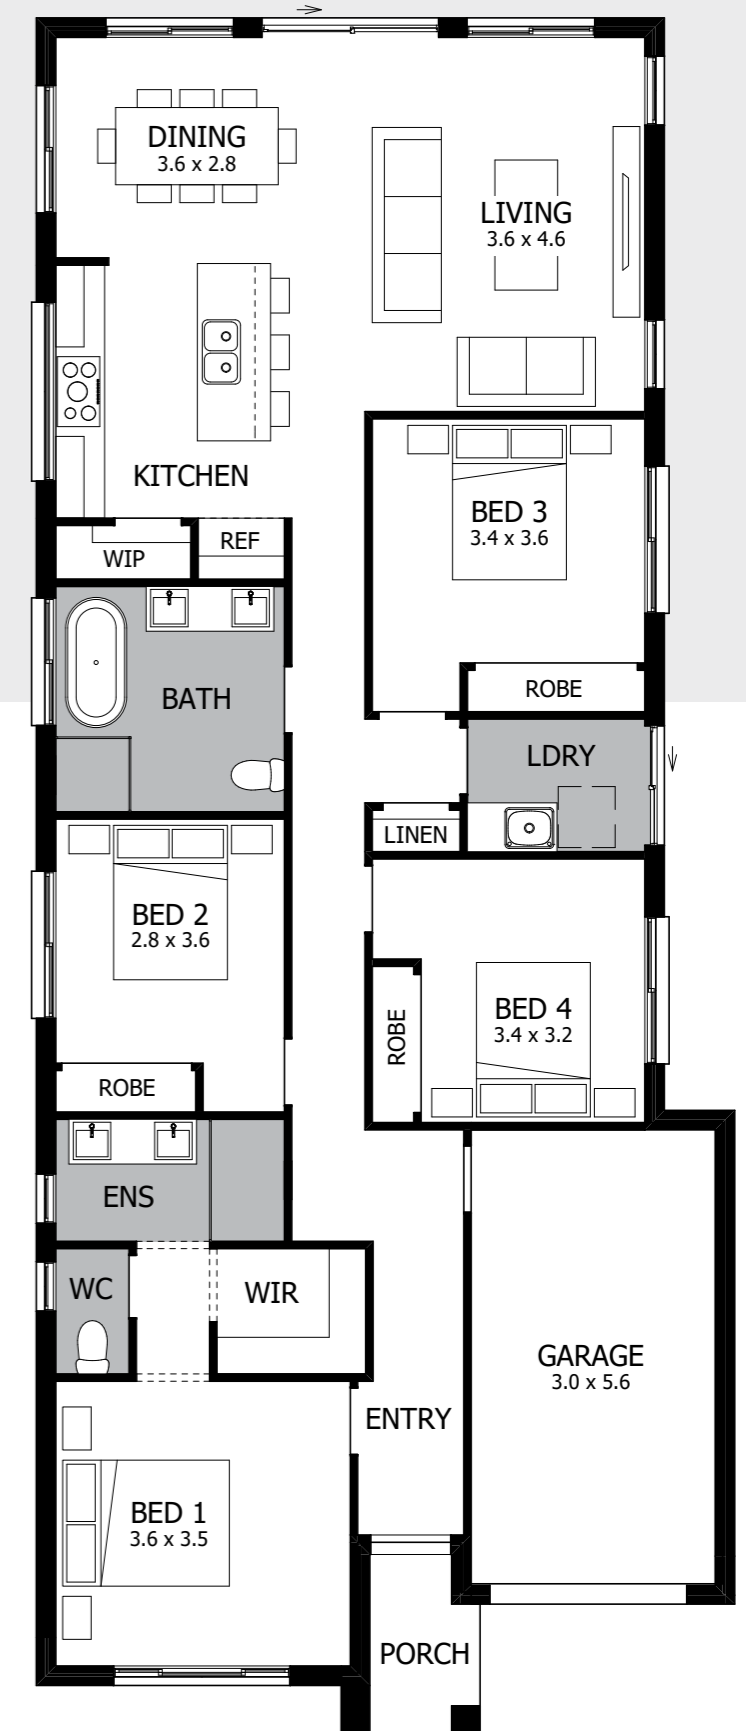 DINING
3.6 x 2.8
LIVING
3.6 x 4.6
KITCHEN
BED 3
3.4 x 3.6
REF
WIP
ROBE
BATH
LDRY
LINEN
BED 2
2.8 x 3.6
BED 4
3.4 x 3.2
ROBE
ROBE
ENS
WC
WIR
GARAGE
3.0 x 5.6
ENTRY
BED 1
3.6 x 3.5
PORCH